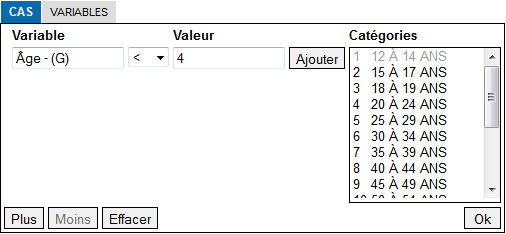 CAS VARIABLES
Variable Valeur Catégories
Âge - (G) < 4 Ajouter
1 12 À 14 ANS
2 15 À 17 ANS
3 18 À 19 ANS
4 20 À 24 ANS
5 25 À 29 ANS
6 30 À 34 ANS
7 35 À 39 ANS
8 40 À 44 ANS
9 45 À 49 ANS
Plus Moins Effacer Ok